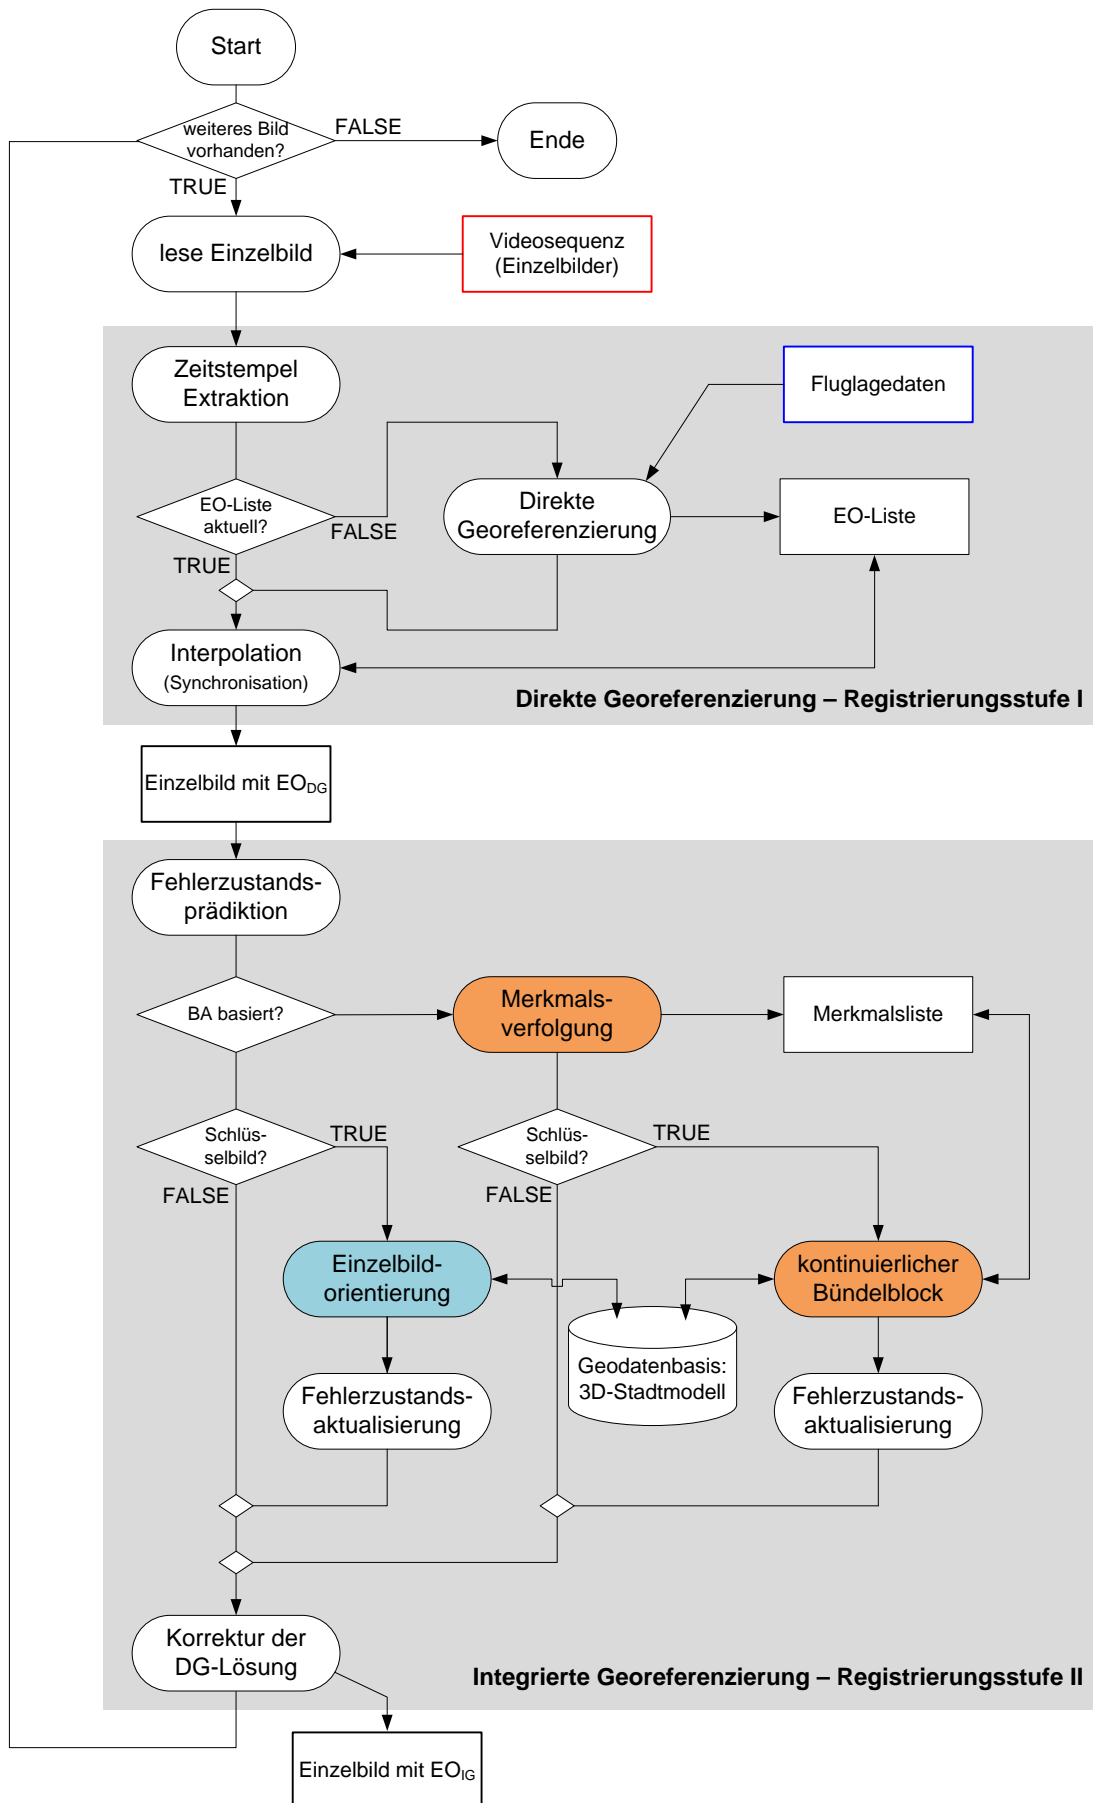 Start
weiteres Bild
vorhanden?
FALSE
Ende
TRUE
lese Einzelbild
Videosequenz
(Einzelbilder)
Zeitstempel
Extraktion
Fluglagedaten
EO-Liste
aktuell?
FALSE
TRUE
Direkte
Georeferenzierung
EO-Liste
Interpolation
(Synchronisation)
Direkte Georeferenzierung – Registrierungsstufe I
Einzelbild mit EO_DG
Fehlerzustands-
prädiktion
BA basiert?
Merkmals-
verfolgung
Merkmalsliste
Schlüs-
selbild?
TRUE
FALSE
Schlüs-
selbild?
TRUE
FALSE
Einzelbild-
orientierung
kontinuierlicher
Bündelblock
Geodatenbasis:
3D-Stadtmodell
Fehlerzustands-
aktualisierung
Fehlerzustands-
aktualisierung
Korrektur der
DG-Lösung
Integrierte Georeferenzierung – Registrierungsstufe II
Einzelbild mit EO_IG